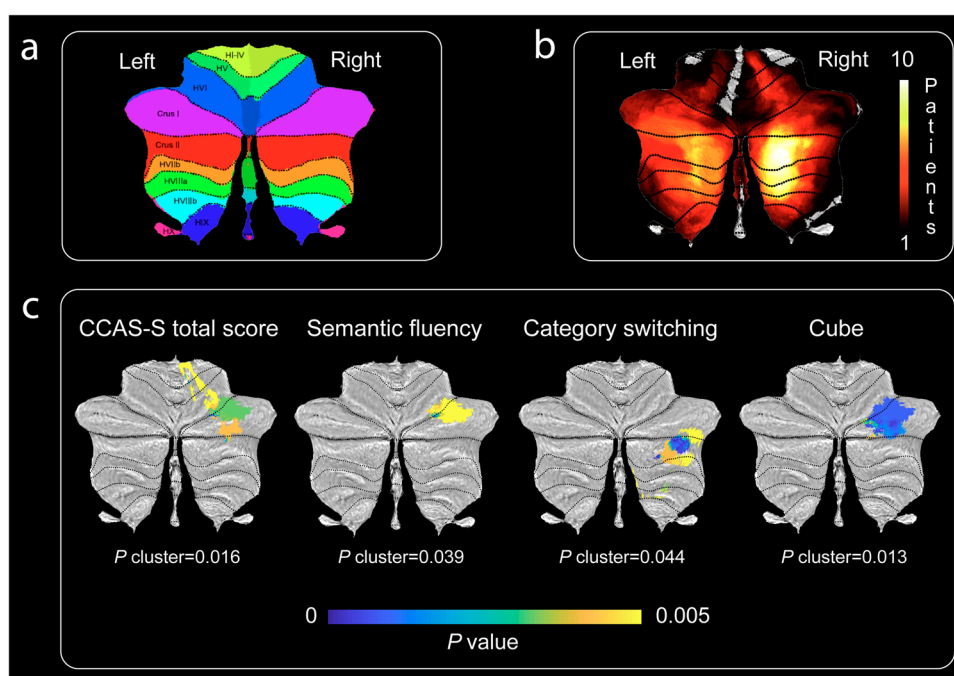 a
Left
Right
HI-IV
HV
HVI
Crus I
Crus II
HVIIb
HVIIIa
HVIIIb
HIX
HX
b
Left
Right
10
Patients
1
c
CCAS-S total score
Semantic fluency
Category switching
Cube
P cluster=0.016
P cluster=0.039
P cluster=0.044
P cluster=0.013
0
0.005
P value